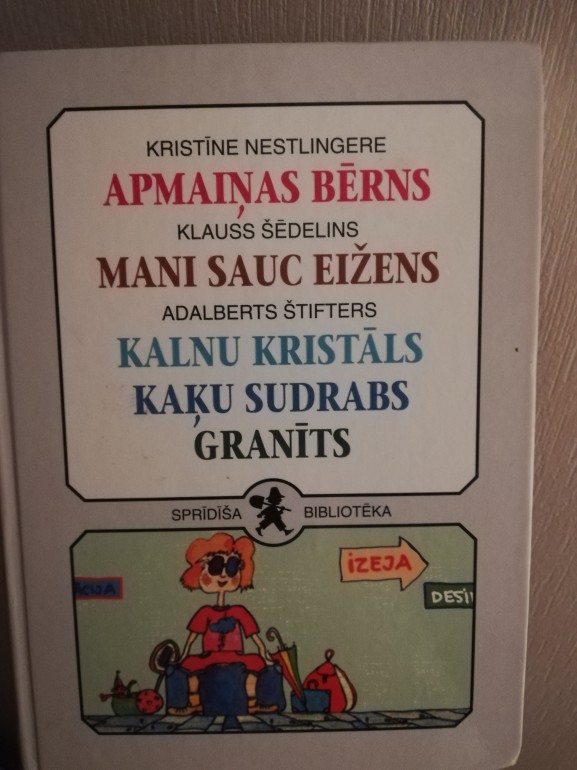 KRISTĪNE NESTLINGERE
APMAIŅAS BĒRNS
KLAUSS ŠĒDELINS
MANI SAUC EIŽENS
ADALBERTS ŠTIFTERS
KALNU KRISTĀLS
KAĶU SUDRABS
GRANĪTS
SPRĪDĪŠA BIBLIOTĒKA
IZEJA